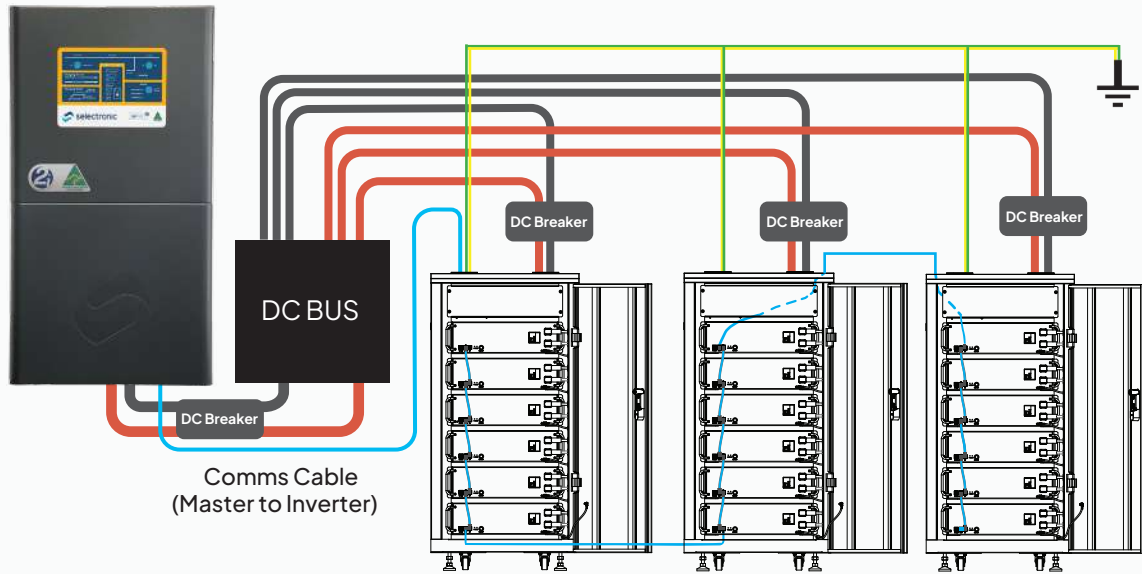 selectronic
DC Breaker
DC Breaker
DC Breaker
DC BUS
DC Breaker
Comms Cable
(Master to Inverter)